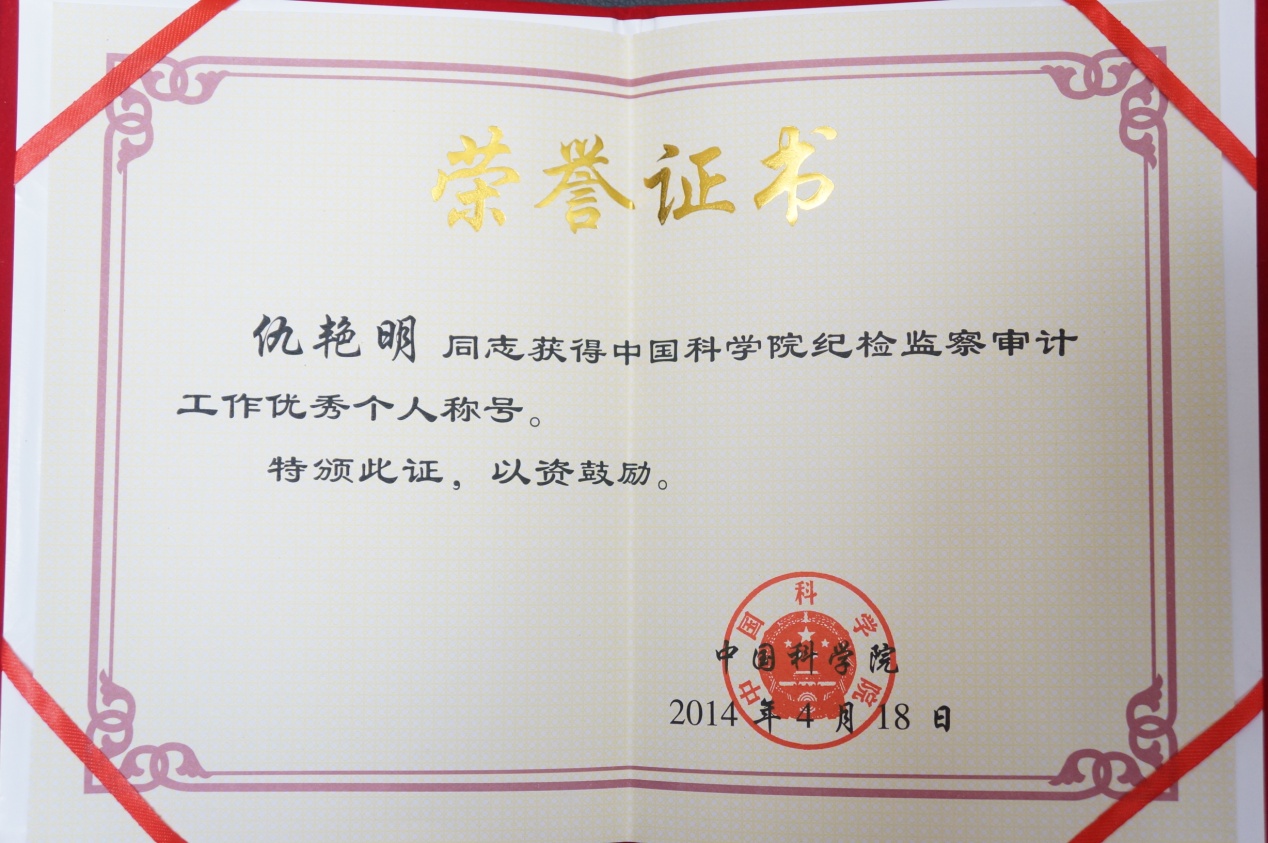 荣誉证书
仇艳明 同志获得中国科学院纪检监察审计
工作优秀个人称号。
特颁此证，以资鼓励。
中国科学院
中国科学院
2014 年 4 月 18 日